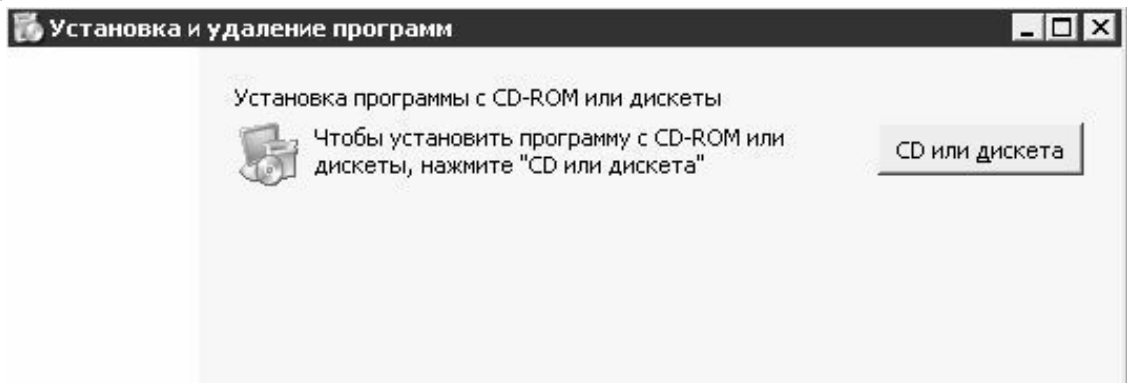 Установка и удаление программ
Установка программы с CD-ROM или дискеты
Чтобы установить программу с CD-ROM или
дискеты, нажмите "CD или дискета"
CD или дискета